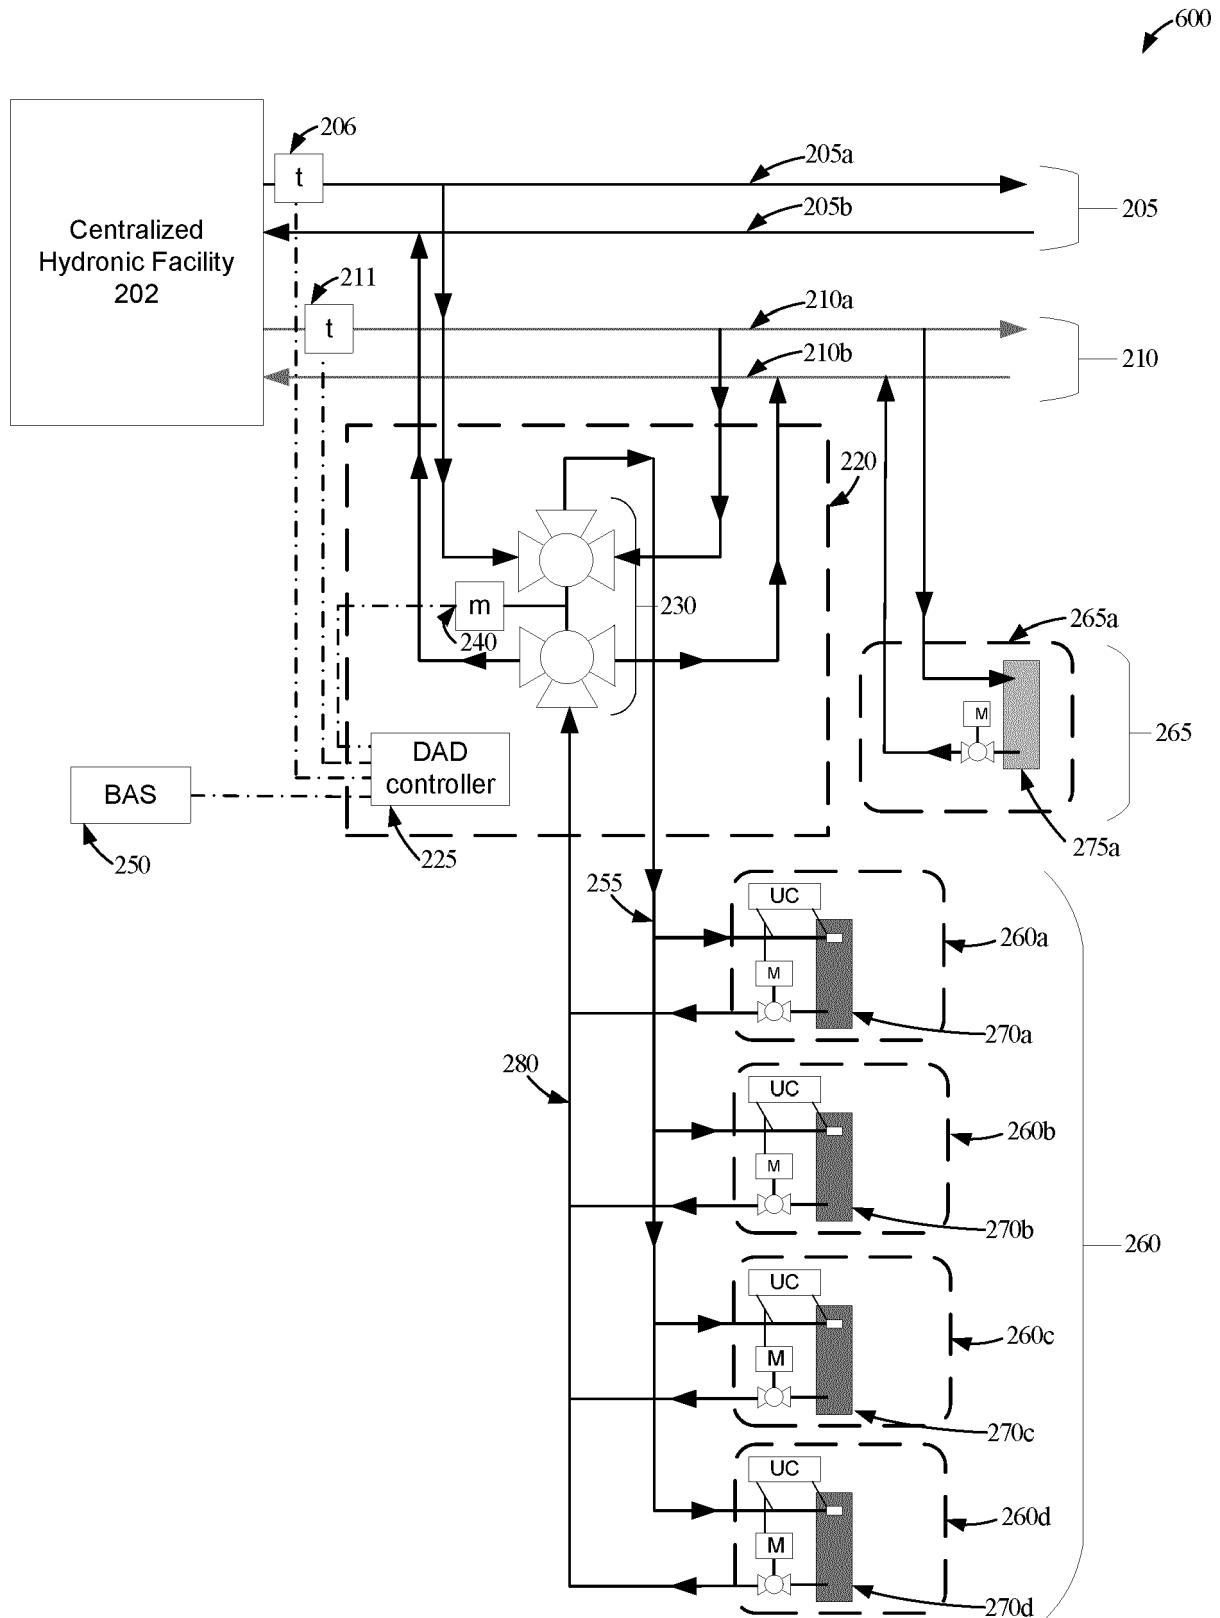 600
206
t
205a
205
205b
Centralized
Hydronic Facility
202
211
t
210a
210
210b
220
230
m
240
265a
M
265
275a
DAD
controller
BAS
250
225
255
UC
260a
M
270a
280
UC
260b
M
270b
260
UC
260c
M
270c
UC
260d
M
270d